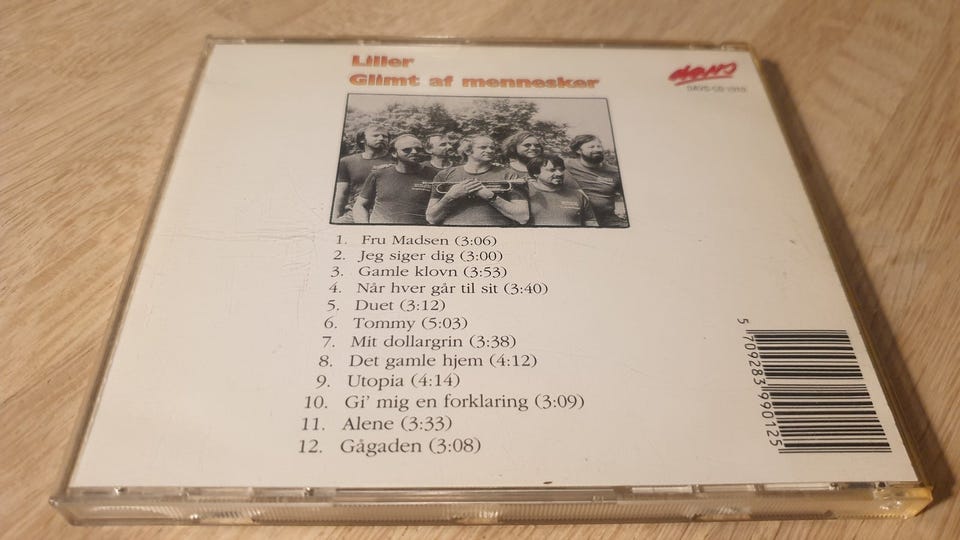 Liller
Glimt af mennesker
1. Fru Madsen (3:06)
2. Jeg siger dig (3:00)
3. Gamle klovn (3:53)
4. Når hver går til sit (3:40)
5. Duet (3:12)
6. Tommy (5:03)
7. Mit dollargrin (3:38)
8. Det gamle hjem (4:12)
9. Utopia (4:14)
10. Gi' mig en forklaring (3:09)
11. Alene (3:33)
12. Gågaden (3:08)
5 709283 990125